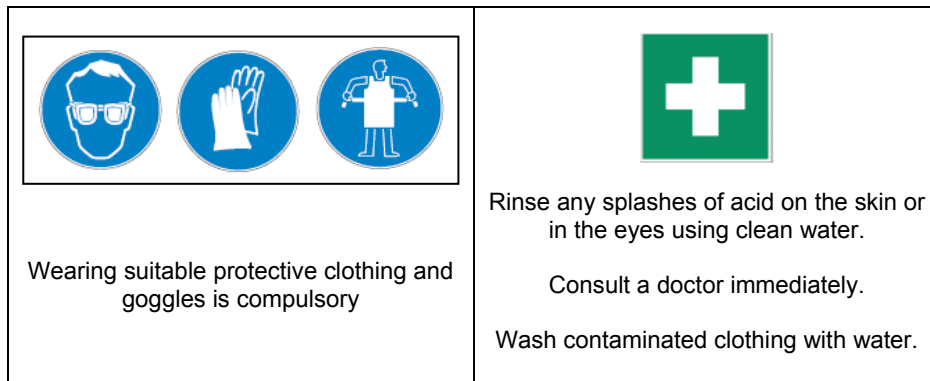 Wearing suitable protective clothing and
goggles is compulsory
Rinse any splashes of acid on the skin or
in the eyes using clean water.
Consult a doctor immediately.
Wash contaminated clothing with water.